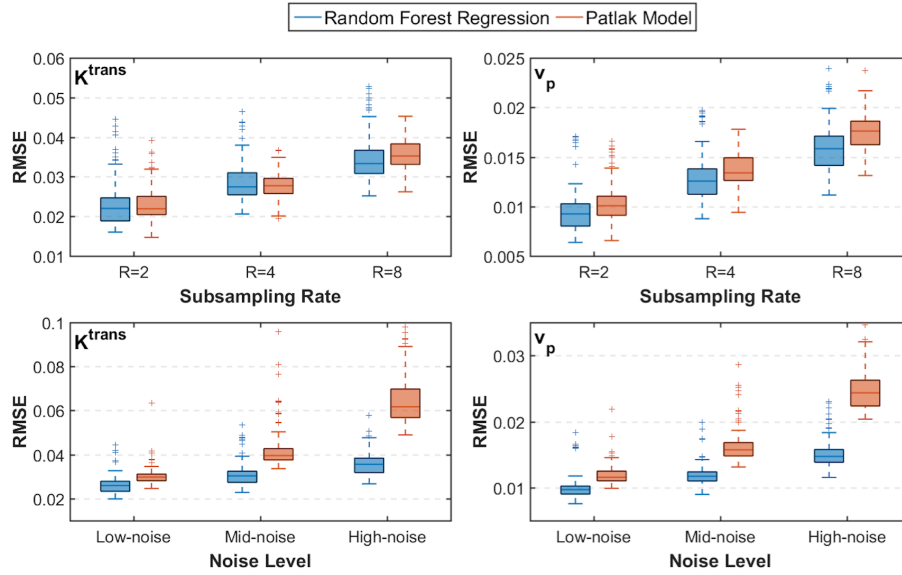 Random Forest Regression Patlak Model
K^trans
0.06
0.05
0.04
0.03
0.02
0.01
RMSE
R=2 R=4 R=8
Subsampling Rate
v_p
0.025
0.02
0.015
0.01
0.005
RMSE
R=2 R=4 R=8
Subsampling Rate
K^trans
0.1
0.08
0.06
0.04
0.02
RMSE
Low-noise Mid-noise High-noise
Noise Level
v_p
0.03
0.02
0.01
RMSE
Low-noise Mid-noise High-noise
Noise Level